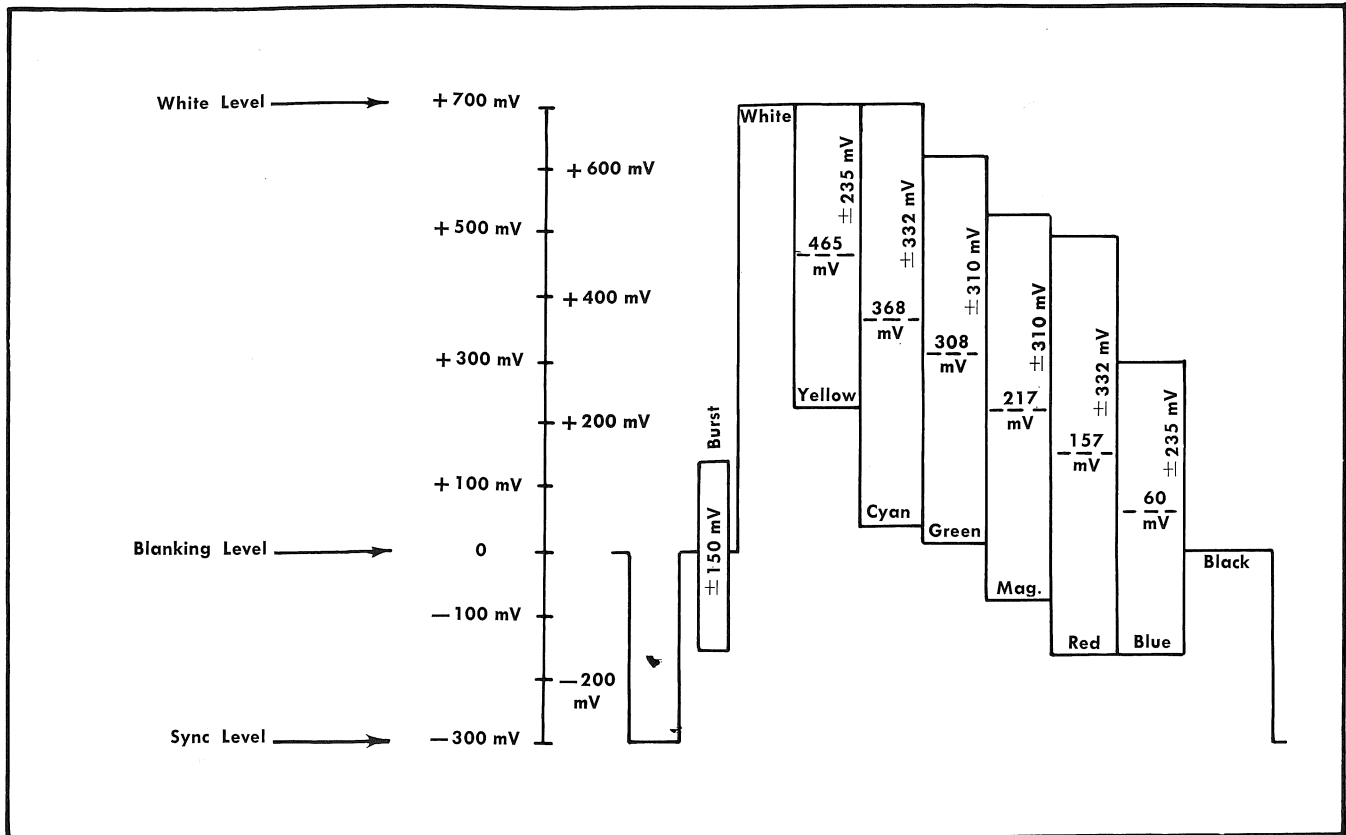 White Level
+700 mV
+600 mV
+500 mV
+400 mV
+300 mV
+200 mV
+100 mV
Blanking Level
0
−100 mV
−200
mV
Sync Level
−300 mV
Burst
±150 mV
White
465
mV
±235 mV
Yellow
368
mV
±332 mV
Cyan
308
mV
±310 mV
Green
217
mV
±310 mV
Mag.
157
mV
±332 mV
Red
60
mV
±235 mV
Blue
Black